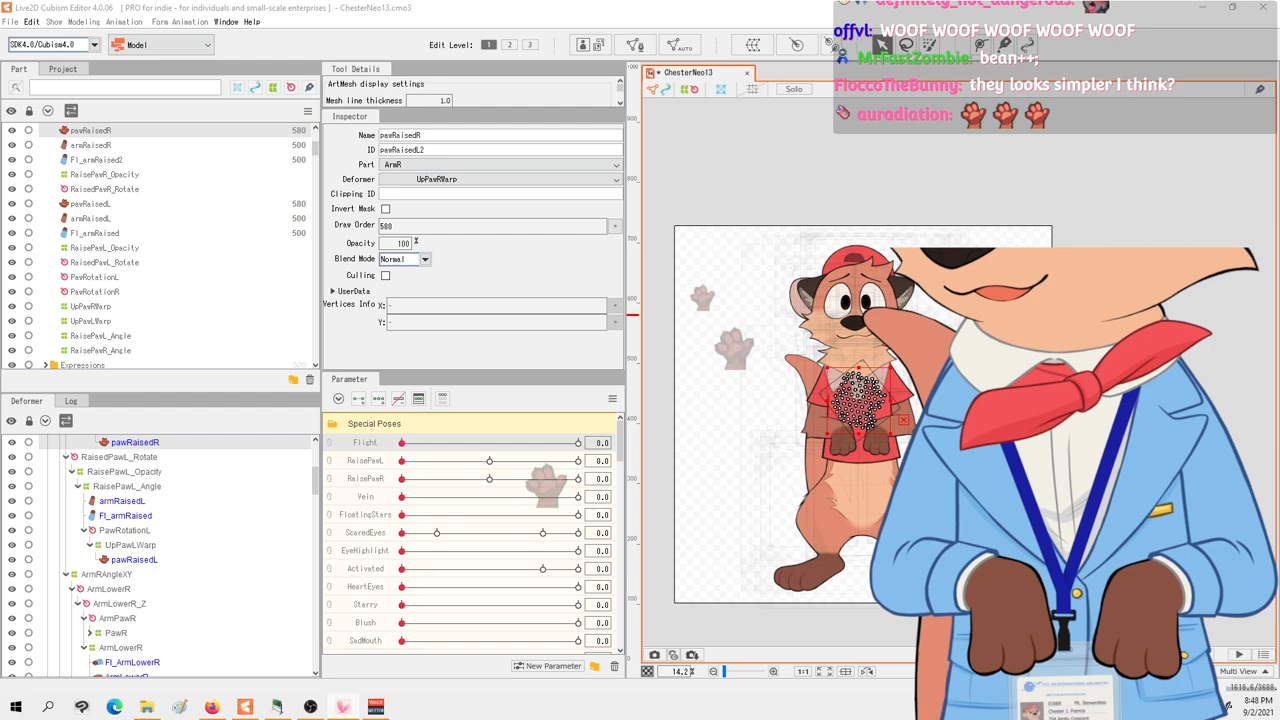 Live2D Cubism Editor 4.0.06 [ PRO for indie - for individuals and small-scale enterprises ] - ChesterNeo13.cmo3
File Edit Show Modeling Animation Form Animation Window Help
SDK4.0/Cubism4.0
Model
Edit Level: 1 2 3
AUTO
definitely_not_dangerous:
offvl: WOOF WOOF WOOF WOOF WOOF
MrFastZombie: bean++;
FloccoTheBunny: they looks simpler I think?
auradiation:
Part Project
pawRaisedR 580
armRaisedR 500
Fl_armRaised2 500
RaisePawR_Opacity
RaisedPawR_Rotate
pawRaisedL 580
armRaisedL 500
Fl_armRaised 500
RaisePawL_Opacity
RaisedPawL_Rotate
PawRotationL
PawRotationR
UpPawRWarp
UpPawLWarp
RaisePawL_Angle
RaisePawR_Angle
Expressions 500
Deformer Log
pawRaisedR
RaisedPawL_Rotate
RaisePawL_Opacity
RaisePawL_Angle
armRaisedL
Fl_armRaised
PawRotationL
UpPawLWarp
pawRaisedL
ArmRAngleXY
ArmLowerR
ArmLowerR_Z
ArmPawR
PawR
ArmLowerR
Fl_ArmLowerR
Tool Details
ArtMesh display settings
Mesh line thickness 1.0
Inspector
Name pawRaisedR
ID pawRaisedL2
Part ArmR
Deformer UpPawRWarp
Clipping ID
Invert Mask
Draw Order 580
Opacity 100 %
Blend Mode Normal
Culling
UserData
Vertices Info X: -
Y: -
Parameter
Special Poses
Flight 0.0
RaisePawL 0.0
RaisePawR 0.0
Vein 0.0
FloatingStars 0.0
ScaredEyes 0.0
EyeHighlight 0.0
Activated 0.0
HeartEyes 0.0
Starry 0.0
Blush 0.0
SadMouth 0.0
New Parameter
* ChesterNeo13
Solo
14.2%
1:1
Multi View
8:48 PM
9/2/2021